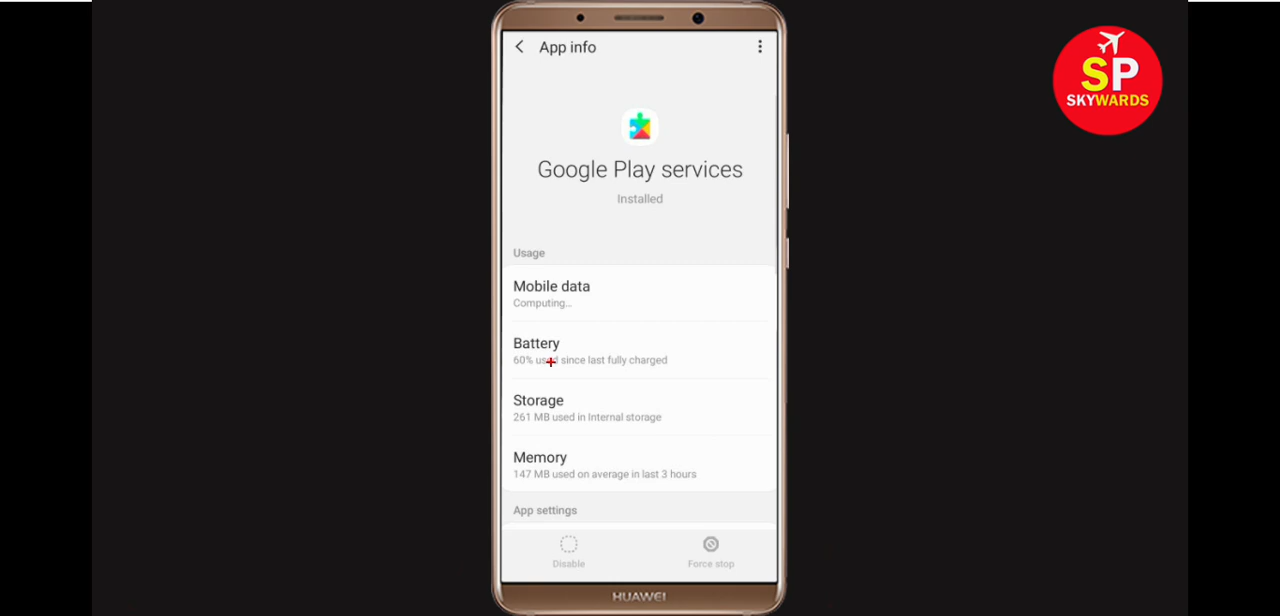 App info
SP
SKYWARDS
Google Play services
Installed
Usage
Mobile data
Computing...
Battery
60% used since last fully charged
Storage
261 MB used in Internal storage
Memory
147 MB used on average in last 3 hours
App settings
Disable
Force stop
HUAWEI